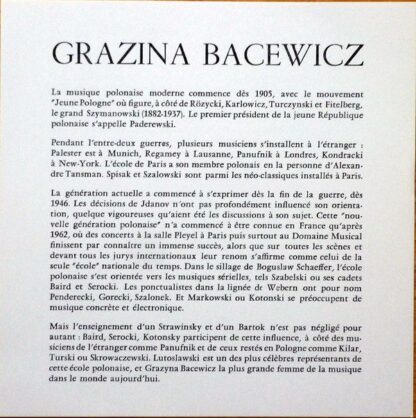 GRAZINA BACEWICZ
La musique polonaise moderne commence dès 1905, avec le mouvement
"Jeune Pologne" où figure, à côté de Rözycki, Karlowicz, Turczynski et Fitelberg,
le grand Szymanowski (1882-1937). Le premier président de la jeune République
polonaise s'appelle Paderewski.
Pendant l'entre-deux guerres, plusieurs musiciens s'installent à l'étranger :
Palester est à Munich, Regamey à Lausanne, Panufnik à Londres, Kondracki
à New-York. L'école de Paris a son membre polonais en la personne d'Alexan-
dre Tansman. Spisak et Szalowski sont parmi les néo-classiques installés à Paris.
La génération actuelle a commencé à s'exprimer dès la fin de la guerre, dès
1946. Les décisions de Jdanov n'ont pas profondément influencé son orienta-
tion, quelque vigoureuses qu'aient été les discussions à son sujet. Cette "nou-
velle génération polonaise" n'a commencé à être connue en France qu'après
1962, où des concerts à la salle Pleyel à Paris puis surtout au Domaine Musical
finissent par connaître un immense succès, alors que sur toutes les scènes et
devant tous les jurys internationaux leur renom s'affirme comme celui de la
seule "école" nationale du temps. Dans le sillage de Boguslaw Schaeffer, l'école
polonaise s'est orientée vers les musiques sérielles, tels Szabelski ou ses cadets
Baird et Serocki. Les ponctualistes dans la lignée de Webern ont pour nom
Penderecki, Gorecki, Szalonek. Et Markowski ou Kotonski se préoccupent de
musique concrète et électronique.
Mais l'enseignement d'un Strawinsky et d'un Bartok n'est pas négligé pour
autant : Baird, Serocki, Kotonsky participent de cette influence, à côté des mu-
siciens de l'étranger comme Panufnik et de ceux restés en Pologne comme Kilar,
Turski ou Skrowaczewski. Lutoslawski est un des plus célèbres représentants de
cette école polonaise, et Grazyna Bacewicz la plus grande femme de la musique
dans le monde aujourd'hui.